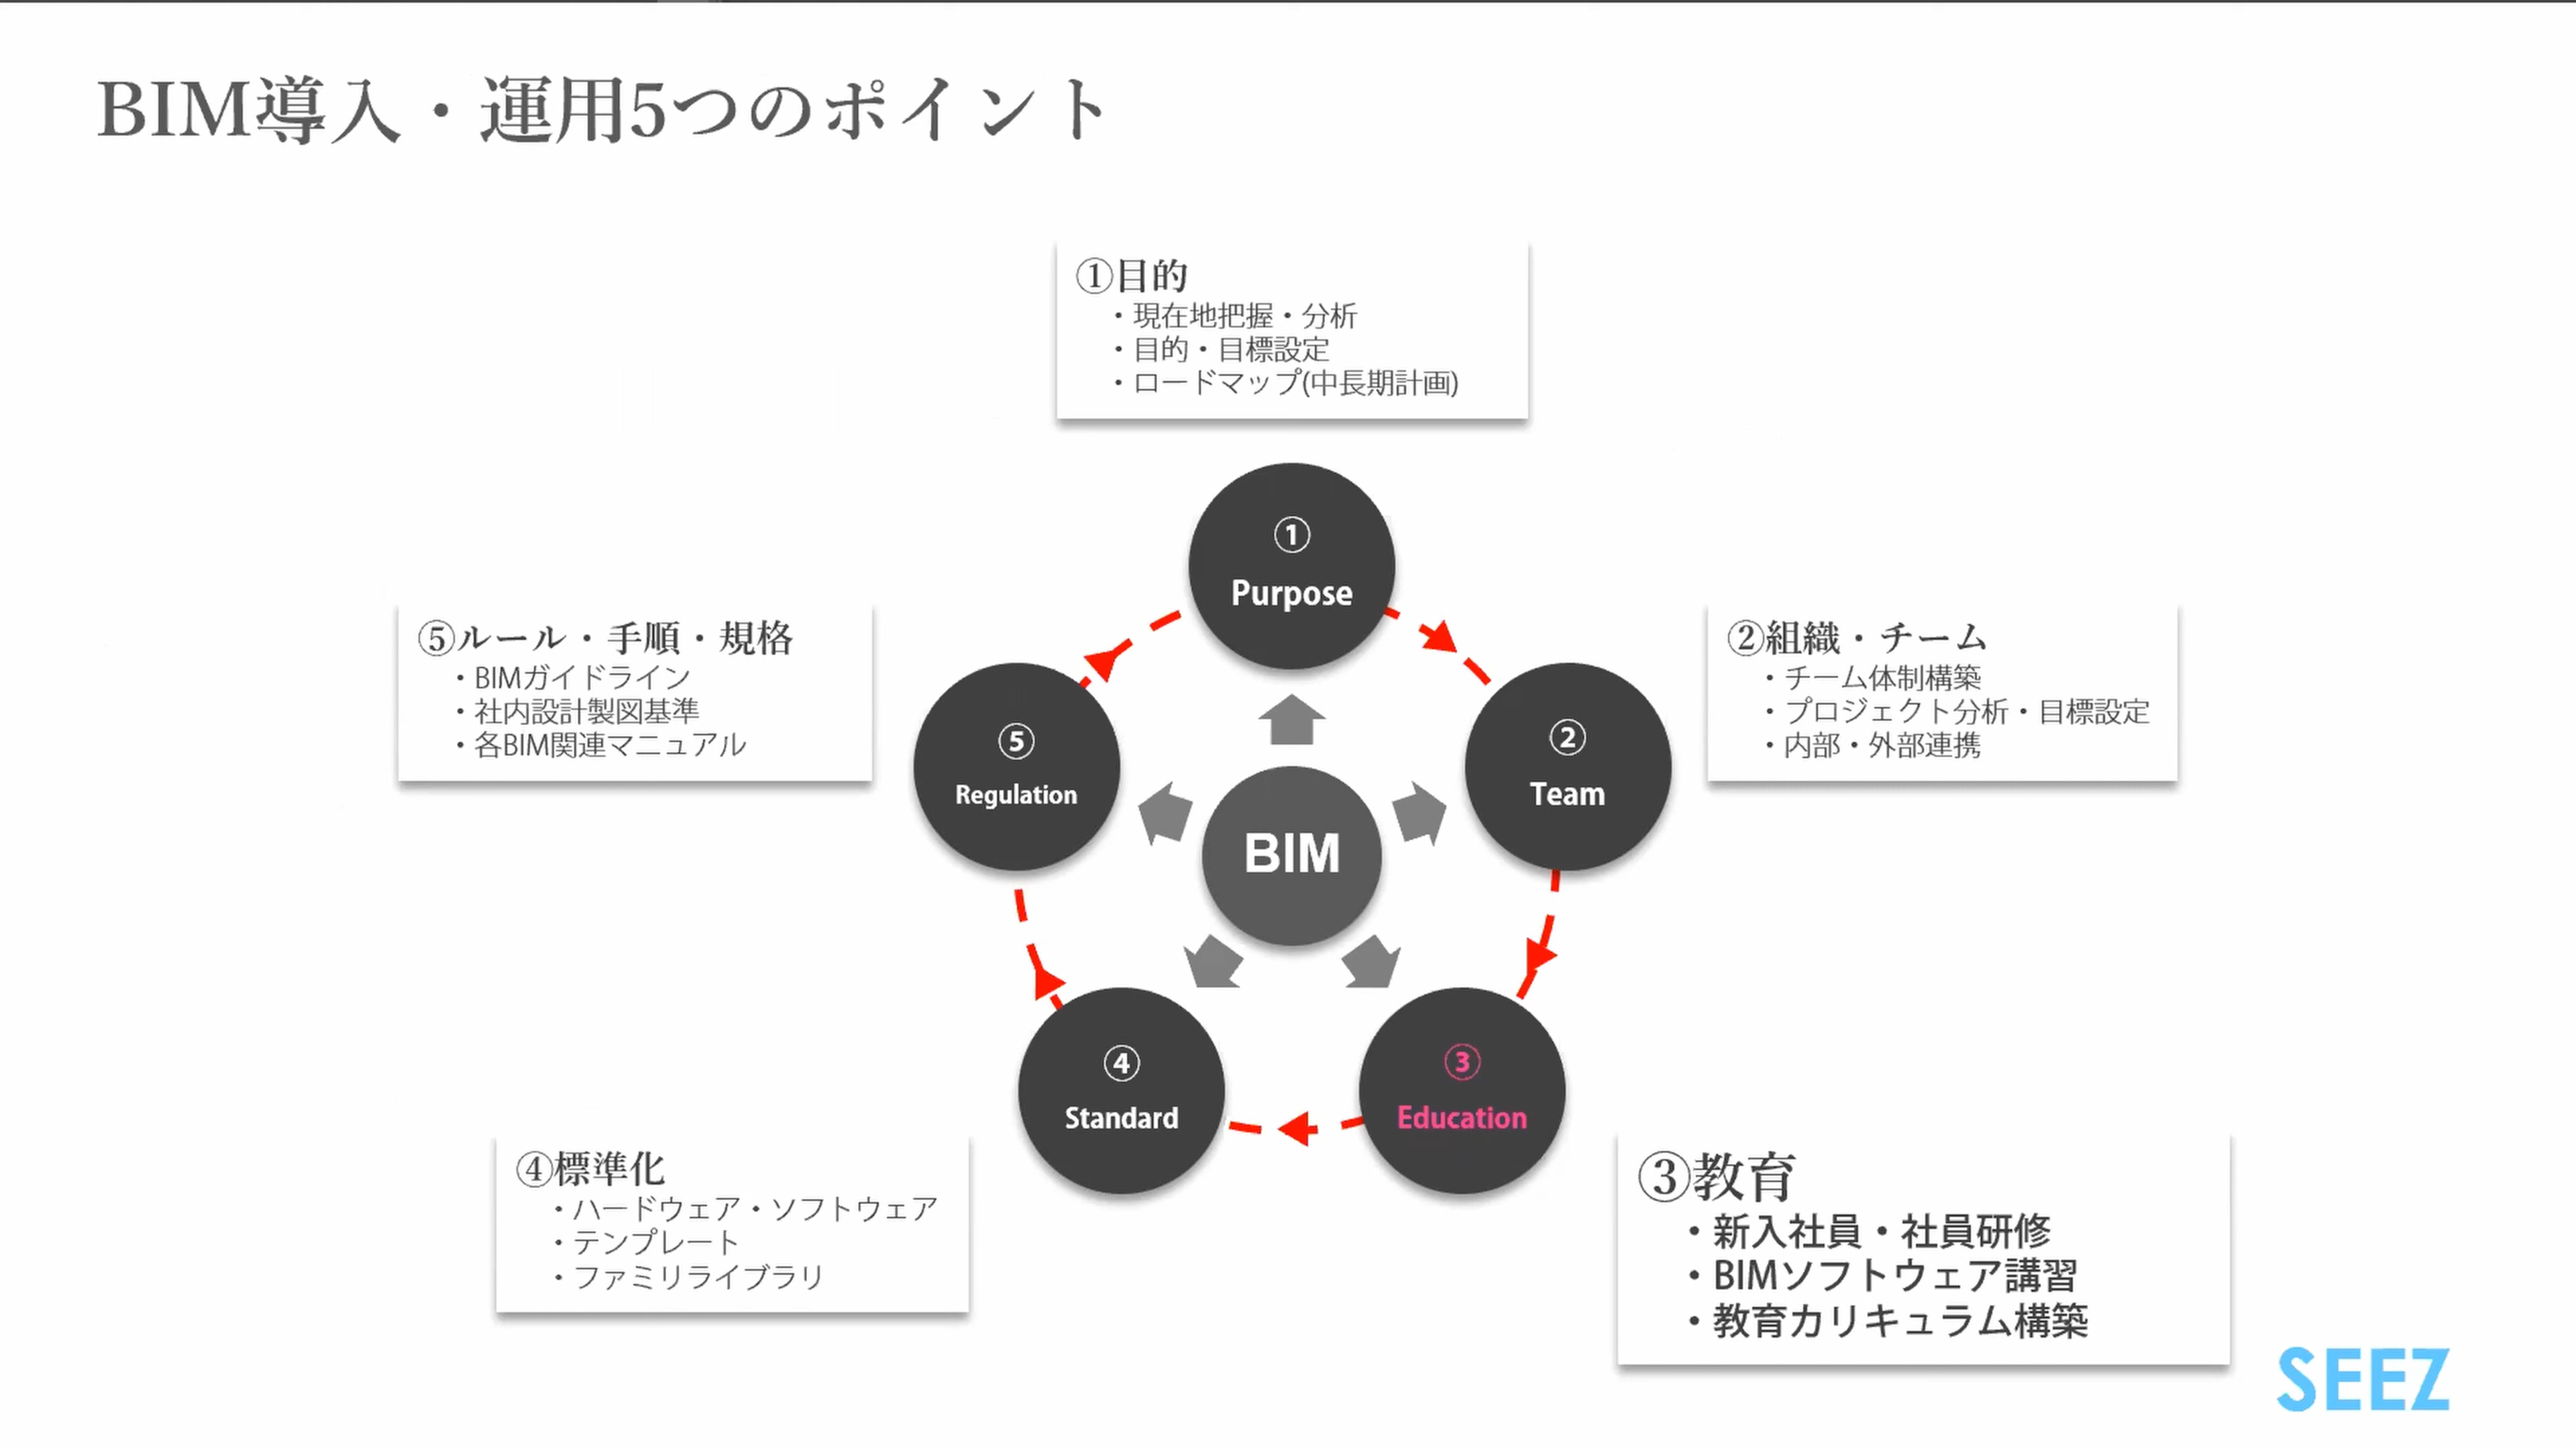 BIM導入・運用5つのポイント
①目的
・現在地把握・分析
・目的・目標設定
・ロードマップ(中長期計画)
①
Purpose
⑤ルール・手順・規格
・BIMガイドライン
・社内設計製図基準
・各BIM関連マニュアル
⑤
Regulation
②
Team
②組織・チーム
・チーム体制構築
・プロジェクト分析・目標設定
・内部・外部連携
BIM
④
Standard
③
Education
④標準化
・ハードウェア・ソフトウェア
・テンプレート
・ファミリライブラリ
③教育
・新入社員・社員研修
・BIMソフトウェア講習
・教育カリキュラム構築
SEEZ